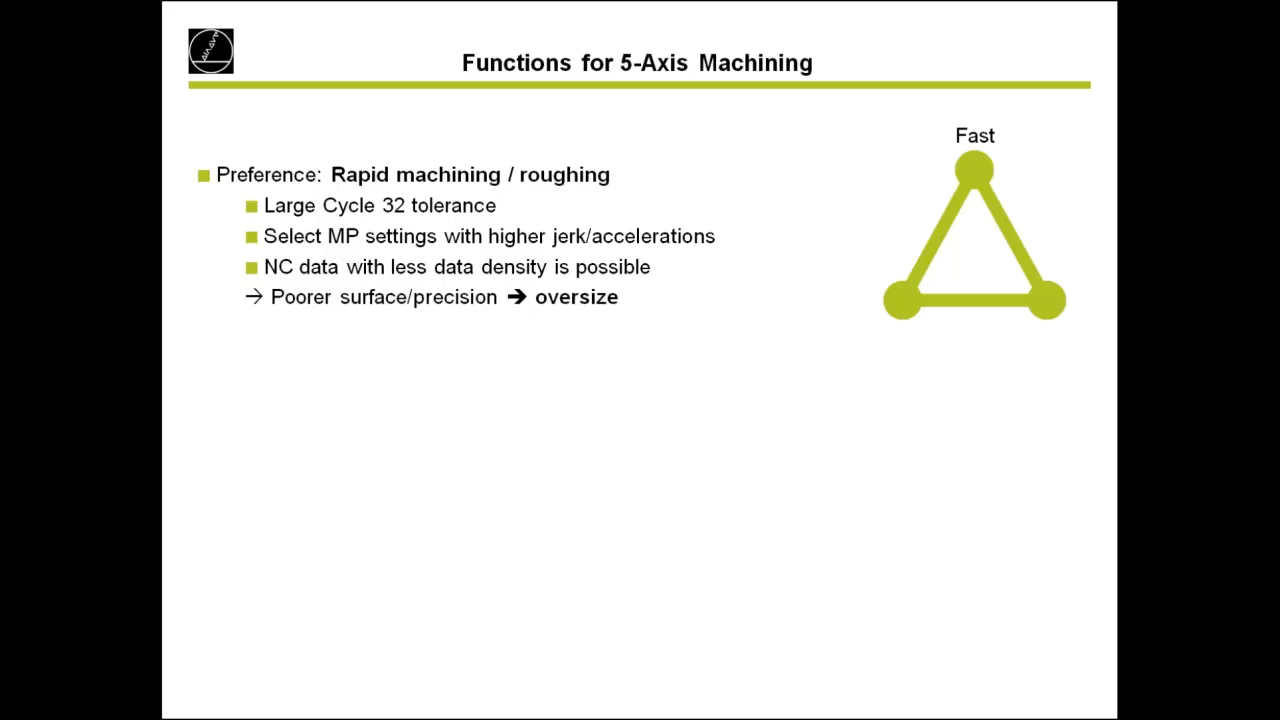 Functions for 5-Axis Machining
Fast
Preference: Rapid machining / roughing
Large Cycle 32 tolerance
Select MP settings with higher jerk/accelerations
NC data with less data density is possible
→ Poorer surface/precision ➔ oversize